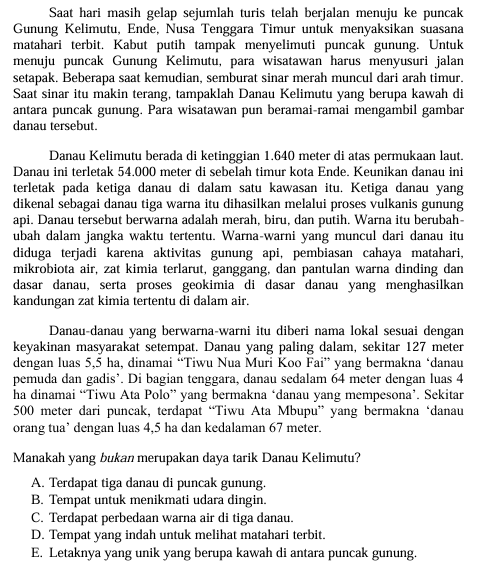 Saat hari masih gelap sejumlah turis telah berjalan menuju ke puncak
Gunung Kelimutu, Ende, Nusa Tenggara Timur untuk menyaksikan suasana
matahari terbit. Kabut putih tampak menyelimuti puncak gunung. Untuk
menuju puncak Gunung Kelimutu, para wisatawan harus menyusuri jalan
setapak. Beberapa saat kemudian, semburat sinar merah muncul dari arah timur.
Saat sinar itu makin terang, tampaklah Danau Kelimutu yang berupa kawah di
antara puncak gunung. Para wisatawan pun beramai-ramai mengambil gambar
danau tersebut.
Danau Kelimutu berada di ketinggian 1.640 meter di atas permukaan laut.
Danau ini terletak 54.000 meter di sebelah timur kota Ende. Keunikan danau ini
terletak pada ketiga danau di dalam satu kawasan itu. Ketiga danau yang
dikenal sebagai danau tiga warna itu dihasilkan melalui proses vulkanis gunung
api. Danau tersebut berwarna adalah merah, biru, dan putih. Warna itu berubah-
ubah dalam jangka waktu tertentu. Warna-warni yang muncul dari danau itu
diduga terjadi karena aktivitas gunung api, pembiasan cahaya matahari,
mikrobiota air, zat kimia terlarut, ganggang, dan pantulan warna dinding dan
dasar danau, serta proses geokimia di dasar danau yang menghasilkan
kandungan zat kimia tertentu di dalam air.
Danau-danau yang berwarna-warni itu diberi nama lokal sesuai dengan
keyakinan masyarakat setempat. Danau yang paling dalam, sekitar 127 meter
dengan luas 5,5 ha, dinamai “Tiwu Nua Muri Koo Fai” yang bermakna ‘danau
pemuda dan gadis’. Di bagian tenggara, danau sedalam 64 meter dengan luas 4
ha dinamai “Tiwu Ata Polo” yang bermakna ‘danau yang mempesona’. Sekitar
500 meter dari puncak, terdapat “Tiwu Ata Mbupu” yang bermakna ‘danau
orang tua’ dengan luas 4,5 ha dan kedalaman 67 meter.
Manakah yang bukan merupakan daya tarik Danau Kelimutu?
A. Terdapat tiga danau di puncak gunung.
B. Tempat untuk menikmati udara dingin.
C. Terdapat perbedaan warna air di tiga danau.
D. Tempat yang indah untuk melihat matahari terbit.
E. Letaknya yang unik yang berupa kawah di antara puncak gunung.